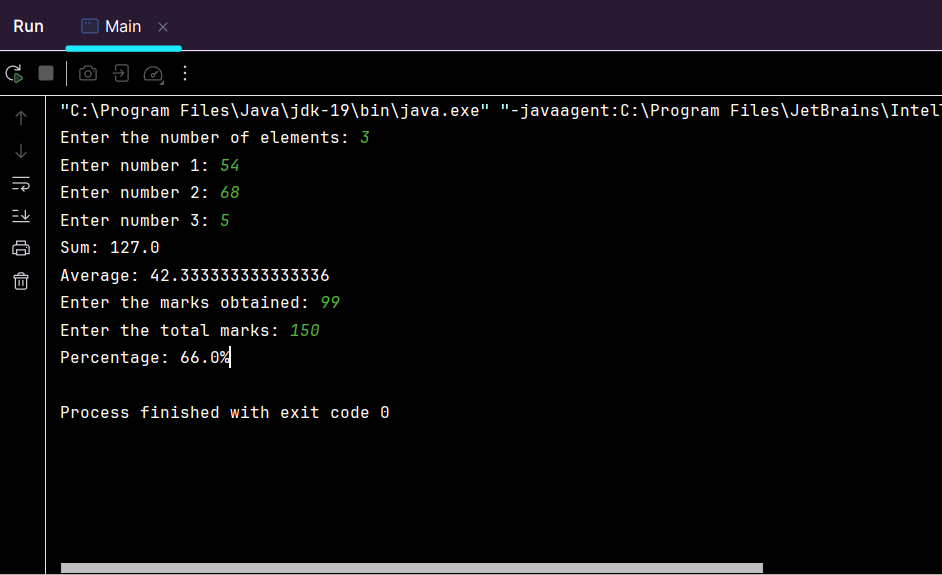 Run Main
"C:\Program Files\Java\jdk-19\bin\java.exe" "-javaagent:C:\Program Files\JetBrains\Intel
Enter the number of elements: 3
Enter number 1: 54
Enter number 2: 68
Enter number 3: 5
Sum: 127.0
Average: 42.333333333333336
Enter the marks obtained: 99
Enter the total marks: 150
Percentage: 66.0%
Process finished with exit code 0